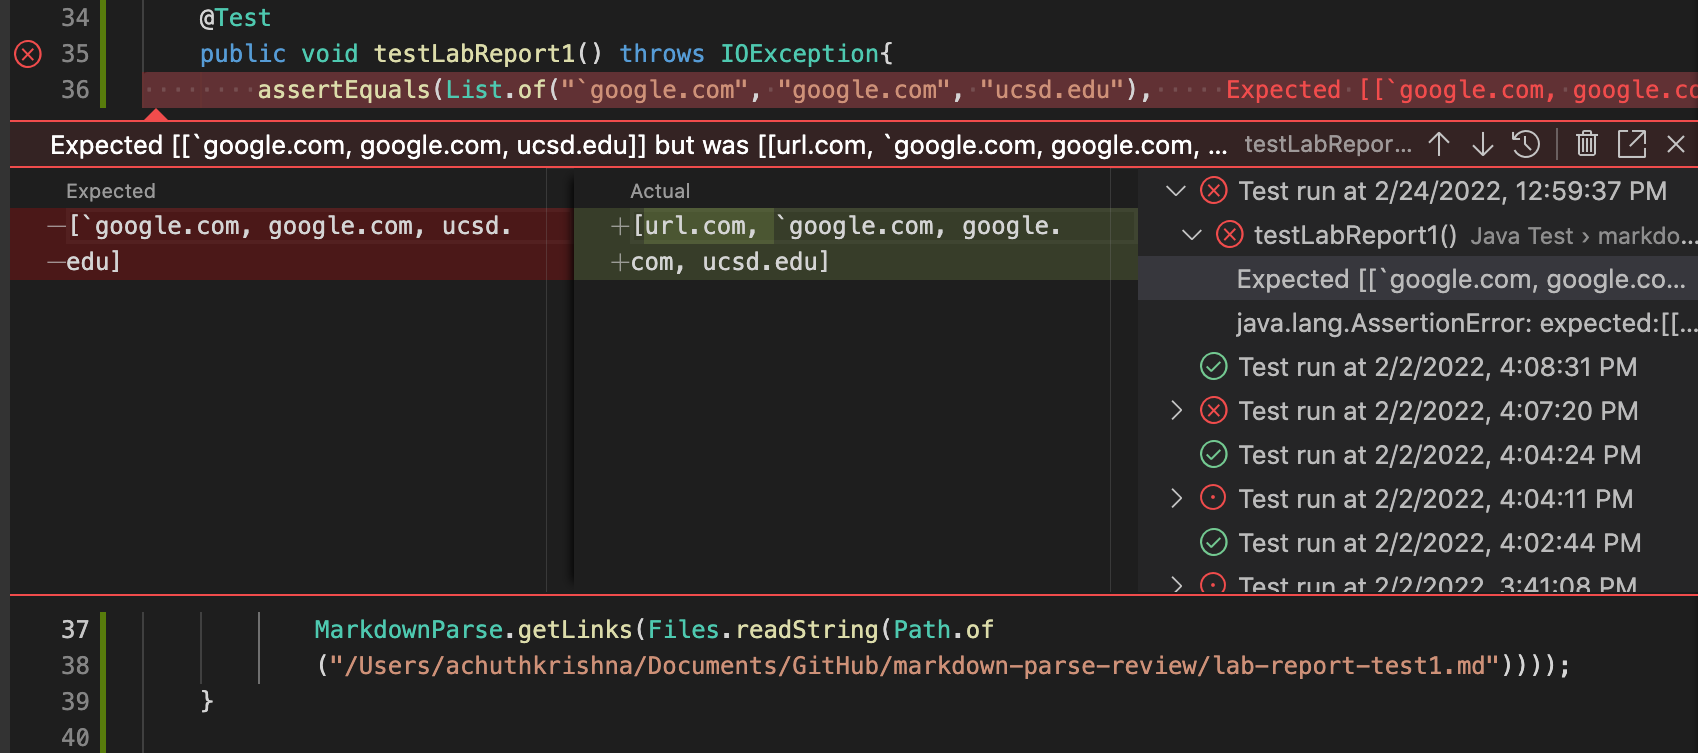 34 @Test
35 public void testLabReport1() throws IOException{
36 assertEquals(List.of("`google.com", "google.com", "ucsd.edu"), Expected [[`google.com, google.co
Expected [[`google.com, google.com, ucsd.edu]] but was [[url.com, `google.com, google.com, ... testLabRepor...
Expected
—[`google.com, google.com, ucsd.
—edu]
Actual
+[url.com, `google.com, google.
+com, ucsd.edu]
Test run at 2/24/2022, 12:59:37 PM
testLabReport1() Java Test › markdo...
Expected [[`google.com, google.co...
java.lang.AssertionError: expected:[[...
Test run at 2/2/2022, 4:08:31 PM
Test run at 2/2/2022, 4:07:20 PM
Test run at 2/2/2022, 4:04:24 PM
Test run at 2/2/2022, 4:04:11 PM
Test run at 2/2/2022, 4:02:44 PM
Test run at 2/2/2022, 3:41:08 PM
37 MarkdownParse.getLinks(Files.readString(Path.of
38 ("/Users/achuthkrishna/Documents/GitHub/markdown-parse-review/lab-report-test1.md"))));
39 }
40